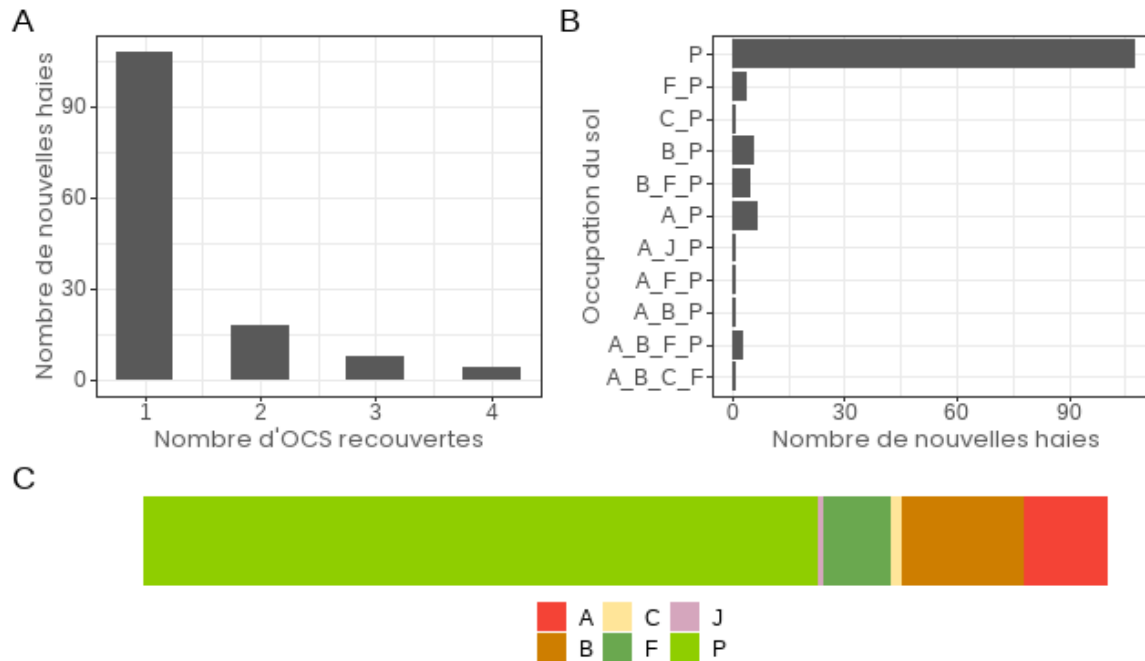 A
Nombre de nouvelles haies
90
60
30
0
1 2 3 4
Nombre d'OCS recouvertes
B
Occupation du sol
P
F_P
C_P
B_P
B_F_P
A_P
A_J_P
A_F_P
A_B_P
A_B_F_P
A_B_C_F
0 30 60 90
Nombre de nouvelles haies
C
A C J
B F P